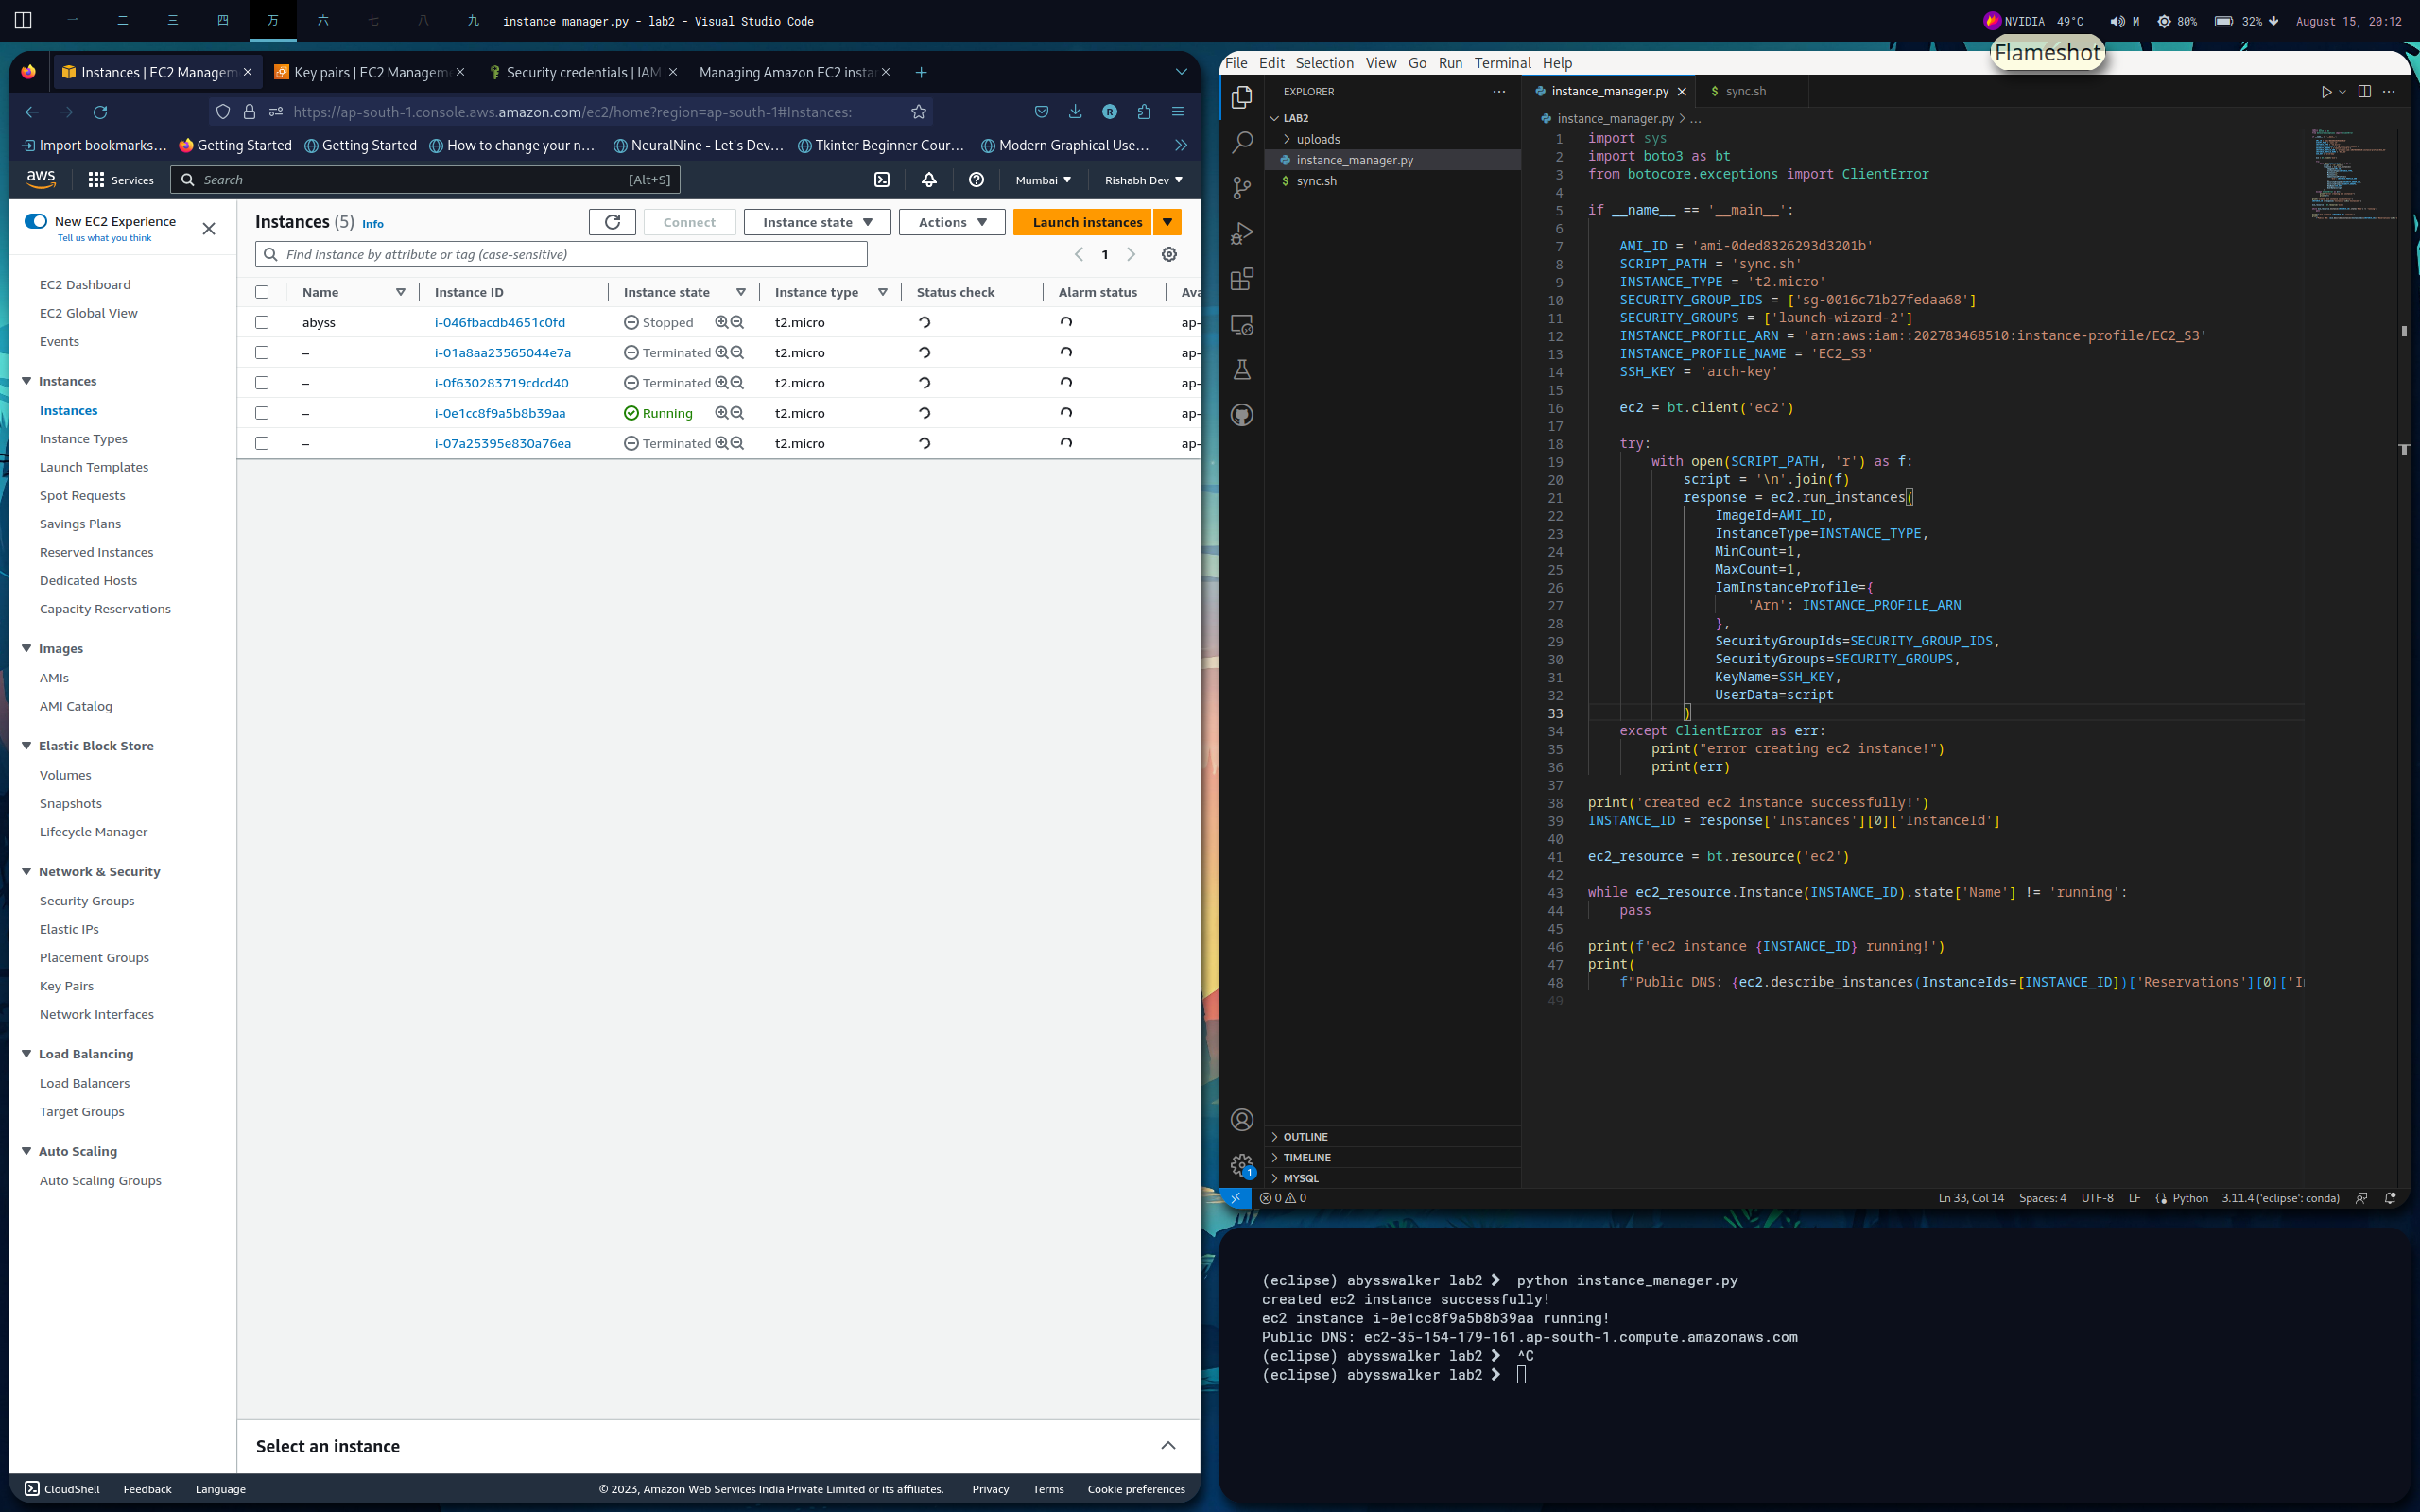 一 二 三 四 万 六 七 八 九 instance_manager.py - lab2 - Visual Studio Code
NVIDIA 49°C M 80% 32% August 15, 20:12
Flameshot
Instances | EC2 Managem
Key pairs | EC2 Managem
Security credentials | IAM
Managing Amazon EC2 insta
https://ap-south-1.console.aws.amazon.com/ec2/home?region=ap-south-1#Instances:
Import bookmarks...
Getting Started
Getting Started
How to change your n...
NeuralNine - Let's Dev...
Tkinter Beginner Cour...
Modern Graphical Use...
aws Services Search [Alt+S] Mumbai Rishabh Dev
New EC2 Experience
Tell us what you think
EC2 Dashboard
EC2 Global View
Events
Instances
Instances
Instance Types
Launch Templates
Spot Requests
Savings Plans
Reserved Instances
Dedicated Hosts
Capacity Reservations
Images
AMIs
AMI Catalog
Elastic Block Store
Volumes
Snapshots
Lifecycle Manager
Network & Security
Security Groups
Elastic IPs
Placement Groups
Key Pairs
Network Interfaces
Load Balancing
Load Balancers
Target Groups
Auto Scaling
Auto Scaling Groups
Instances (5) Info
Connect Instance state Actions Launch instances
Find instance by attribute or tag (case-sensitive) 1
Name Instance ID Instance state Instance type Status check Alarm status Ava
abyss i-046fbacdb4651c0fd Stopped t2.micro ap-
– i-01a8aa23565044e7a Terminated t2.micro ap-
– i-0f630283719cdcd40 Terminated t2.micro ap-
– i-0e1cc8f9a5b8b39aa Running t2.micro ap-
– i-07a25395e830a76ea Terminated t2.micro ap-
Select an instance
CloudShell Feedback Language © 2023, Amazon Web Services India Private Limited or its affiliates. Privacy Terms Cookie preferences
File Edit Selection View Go Run Terminal Help
EXPLORER
LAB2
uploads
instance_manager.py
sync.sh
OUTLINE
TIMELINE
MYSQL
instance_manager.py sync.sh
instance_manager.py > ...
1 import sys
2 import boto3 as bt
3 from botocore.exceptions import ClientError
4
5 if __name__ == '__main__':
6
7 AMI_ID = 'ami-0ded8326293d3201b'
8 SCRIPT_PATH = 'sync.sh'
9 INSTANCE_TYPE = 't2.micro'
10 SECURITY_GROUP_IDS = ['sg-0016c71b27fedaa68']
11 SECURITY_GROUPS = ['launch-wizard-2']
12 INSTANCE_PROFILE_ARN = 'arn:aws:iam::202783468510:instance-profile/EC2_S3'
13 INSTANCE_PROFILE_NAME = 'EC2_S3'
14 SSH_KEY = 'arch-key'
15
16 ec2 = bt.client('ec2')
17
18 try:
19 with open(SCRIPT_PATH, 'r') as f:
20 script = '\n'.join(f)
21 response = ec2.run_instances(
22 ImageId=AMI_ID,
23 InstanceType=INSTANCE_TYPE,
24 MinCount=1,
25 MaxCount=1,
26 IamInstanceProfile={
27 'Arn': INSTANCE_PROFILE_ARN
28 },
29 SecurityGroupIds=SECURITY_GROUP_IDS,
30 SecurityGroups=SECURITY_GROUPS,
31 KeyName=SSH_KEY,
32 UserData=script
33 )
34 except ClientError as err:
35 print("error creating ec2 instance!")
36 print(err)
37
38 print('created ec2 instance successfully!')
39 INSTANCE_ID = response['Instances'][0]['InstanceId']
40
41 ec2_resource = bt.resource('ec2')
42
43 while ec2_resource.Instance(INSTANCE_ID).state['Name'] != 'running':
44 pass
45
46 print(f'ec2 instance {INSTANCE_ID} running!')
47 print(
48 f"Public DNS: {ec2.describe_instances(InstanceIds=[INSTANCE_ID])['Reservations'][0]['In
49
1
0 0 Ln 33, Col 14 Spaces: 4 UTF-8 LF Python 3.11.4 ('eclipse': conda)
(eclipse) abysswalker lab2 > python instance_manager.py
created ec2 instance successfully!
ec2 instance i-0e1cc8f9a5b8b39aa running!
Public DNS: ec2-35-154-179-161.ap-south-1.compute.amazonaws.com
(eclipse) abysswalker lab2 > ^C
(eclipse) abysswalker lab2 >